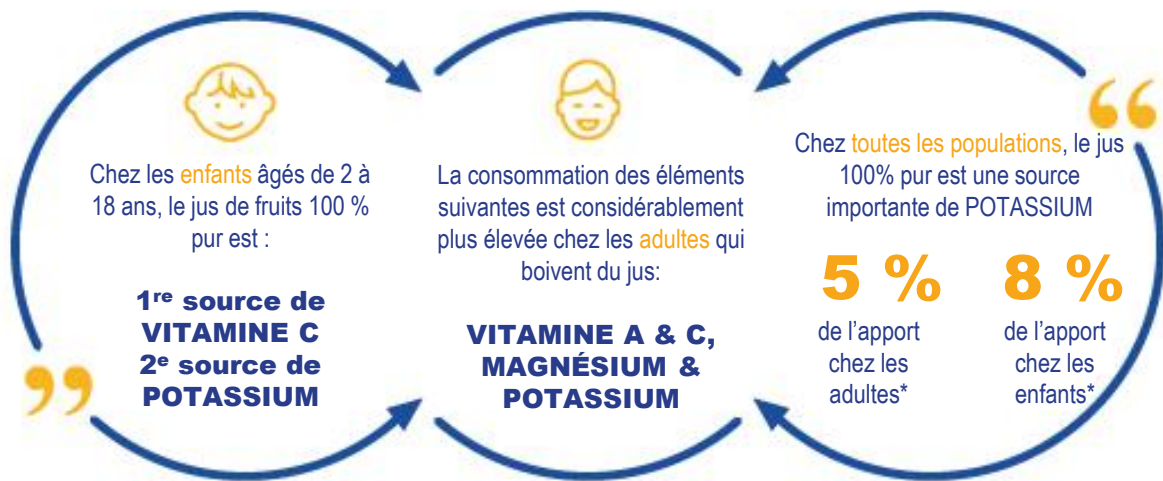 Chez les enfants âgés de 2 à
18 ans, le jus de fruits 100 %
pur est :
1re source de
VITAMINE C
2e source de
POTASSIUM
”
La consommation des éléments
suivantes est considérablement
plus élevée chez les adultes qui
boivent du jus:
VITAMINE A & C,
MAGNÉSIUM &
POTASSIUM
“
Chez toutes les populations, le jus
100% pur est une source
importante de POTASSIUM
5 %
de l’apport
chez les
adultes*
8 %
de l’apport
chez les
enfants*